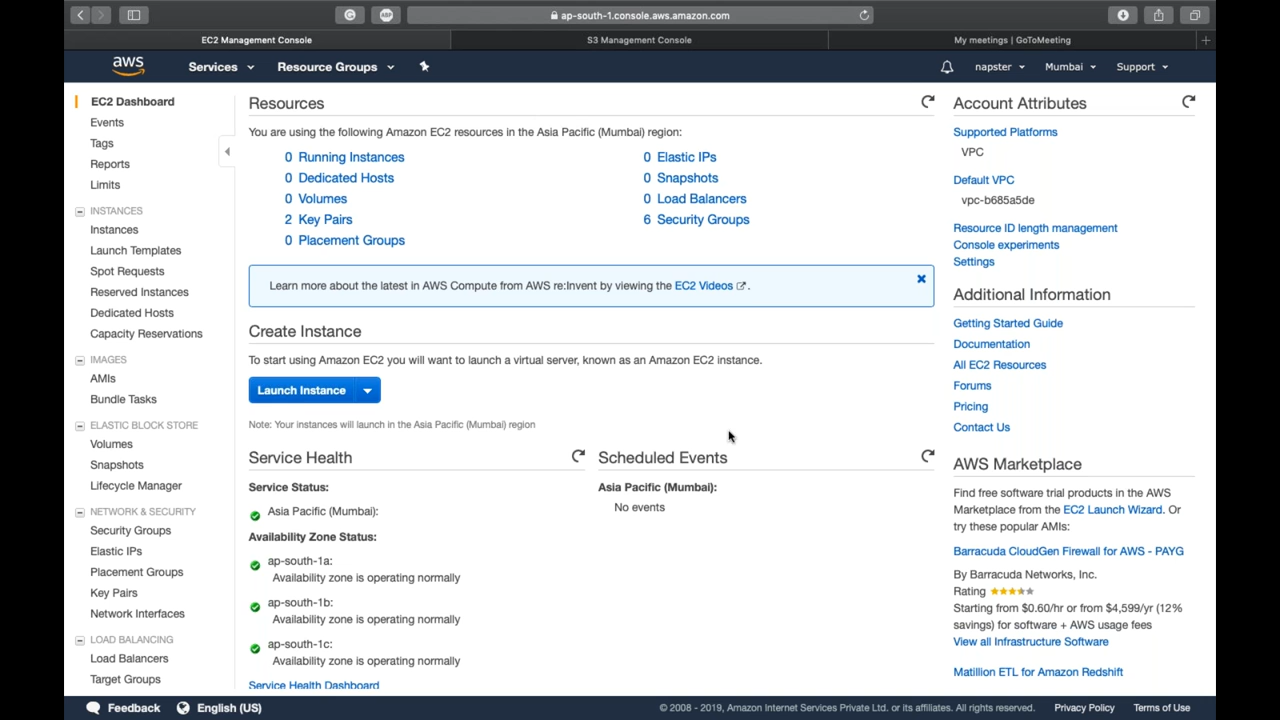 ap-south-1.console.aws.amazon.com
EC2 Management Console
S3 Management Console
My meetings | GoToMeeting
aws
Services
Resource Groups
napster
Mumbai
Support
EC2 Dashboard
Events
Tags
Reports
Limits
INSTANCES
Instances
Launch Templates
Spot Requests
Reserved Instances
Dedicated Hosts
Capacity Reservations
IMAGES
AMIs
Bundle Tasks
ELASTIC BLOCK STORE
Volumes
Snapshots
Lifecycle Manager
NETWORK & SECURITY
Security Groups
Elastic IPs
Placement Groups
Key Pairs
Network Interfaces
LOAD BALANCING
Load Balancers
Target Groups
Resources
You are using the following Amazon EC2 resources in the Asia Pacific (Mumbai) region:
0 Running Instances
0 Dedicated Hosts
0 Volumes
2 Key Pairs
0 Placement Groups
0 Elastic IPs
0 Snapshots
0 Load Balancers
6 Security Groups
Learn more about the latest in AWS Compute from AWS re:Invent by viewing the EC2 Videos .
Create Instance
To start using Amazon EC2 you will want to launch a virtual server, known as an Amazon EC2 instance.
Launch Instance
Note: Your instances will launch in the Asia Pacific (Mumbai) region
Service Health
Service Status:
Asia Pacific (Mumbai):
Availability Zone Status:
ap-south-1a:
Availability zone is operating normally
ap-south-1b:
Availability zone is operating normally
ap-south-1c:
Availability zone is operating normally
Service Health Dashboard
Scheduled Events
Asia Pacific (Mumbai):
No events
Account Attributes
Supported Platforms
VPC
Default VPC
vpc-b685a5de
Resource ID length management
Console experiments
Settings
Additional Information
Getting Started Guide
Documentation
All EC2 Resources
Forums
Pricing
Contact Us
AWS Marketplace
Find free software trial products in the AWS
Marketplace from the EC2 Launch Wizard. Or
try these popular AMIs:
Barracuda CloudGen Firewall for AWS - PAYG
By Barracuda Networks, Inc.
Rating
Starting from $0.60/hr or from $4,599/yr (12%
savings) for software + AWS usage fees
View all Infrastructure Software
Matillion ETL for Amazon Redshift
Feedback
English (US)
© 2008 - 2019, Amazon Internet Services Private Ltd. or its affiliates. All rights reserved.
Privacy Policy
Terms of Use